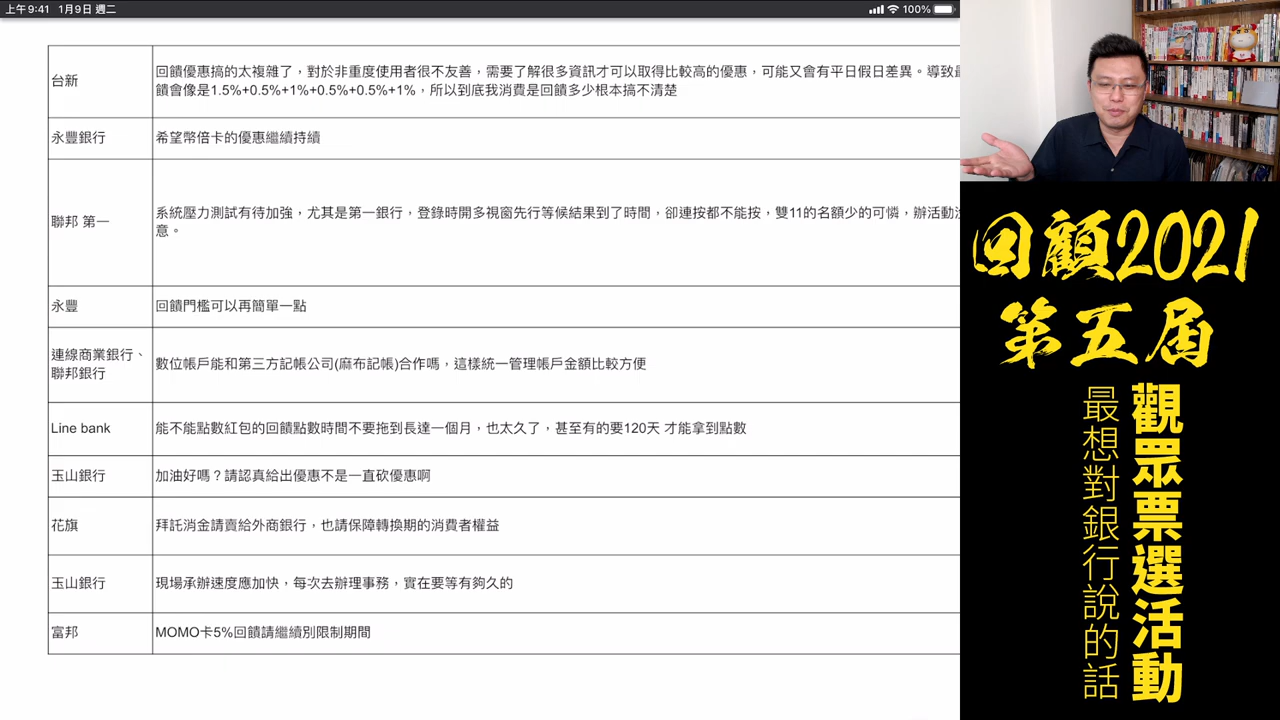 上午9:41 1月9日 週二
100%
台新
回饋優惠搞的太複雜了，對於非重度使用者很不友善，需要了解很多資訊才可以取得比較高的優惠，可能又會有平日假日差異。導致
饋會像是1.5%+0.5%+1%+0.5%+0.5%+1%，所以到底我消費是回饋多少根本搞不清楚
永豐銀行
希望幣倍卡的優惠繼續持續
聯邦 第一
系統壓力測試有待加強，尤其是第一銀行，登錄時開多視窗先行等候結果到了時間，卻連按都不能按，雙11的名額少的可憐，辦活動
意。
永豐
回饋門檻可以再簡單一點
連線商業銀行、
聯邦銀行
數位帳戶能和第三方記帳公司(麻布記帳)合作嗎，這樣統一管理帳戶金額比較方便
Line bank
能不能點數紅包的回饋點數時間不要拖到長達一個月，也太久了，甚至有的要120天 才能拿到點數
玉山銀行
加油好嗎？請認真給出優惠不是一直砍優惠啊
花旗
拜託消金請賣給外商銀行，也請保障轉換期的消費者權益
玉山銀行
現場承辦速度應加快，每次去辦理事務，實在要等有夠久的
富邦
MOMO卡5%回饋請繼續別限制期間
回顧2021
第五屆
觀眾票選活動
最想對銀行說的話